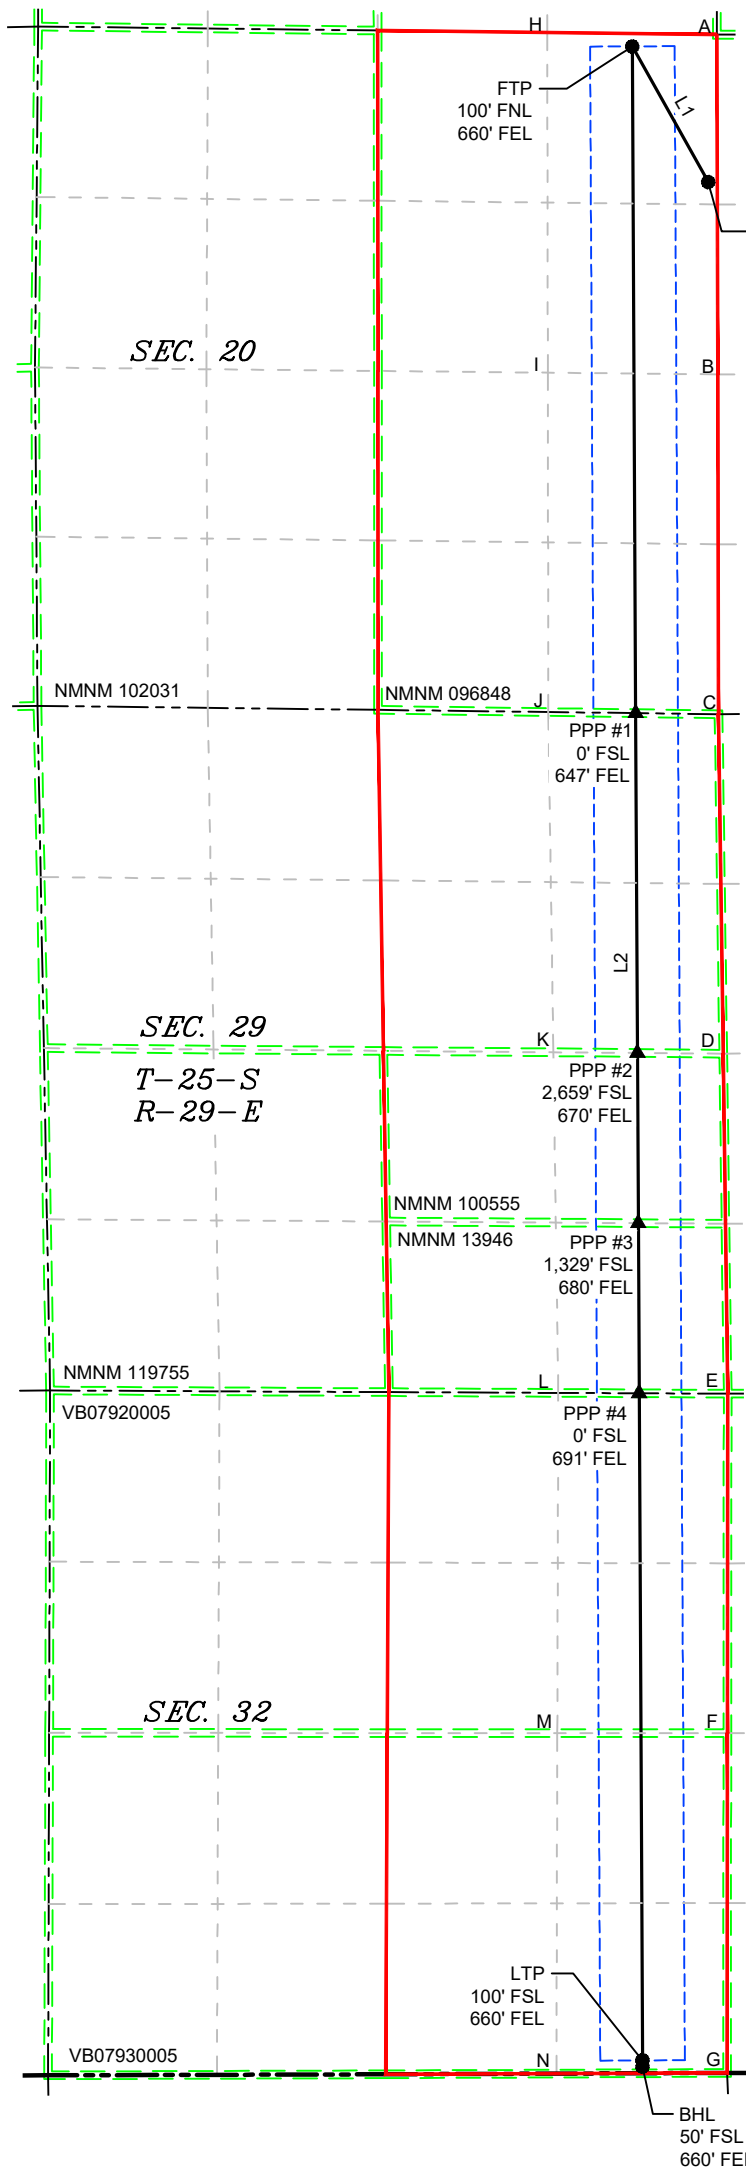 H
A
FTP
100' FNL
660' FEL
L1
SEC. 20
I
B
NMNM 102031
NMNM 096848
J
C
PPP #1
0' FSL
647' FEL
L2
SEC. 29
K
D
T-25-S
R-29-E
PPP #2
2,659' FSL
670' FEL
NMNM 100555
NMNM 13946
PPP #3
1,329' FSL
680' FEL
NMNM 119755
L
E
VB07920005
PPP #4
0' FSL
691' FEL
SEC. 32
M
F
LTP
100' FSL
660' FEL
VB07930005
N
G
BHL
50' FSL
660' FEL